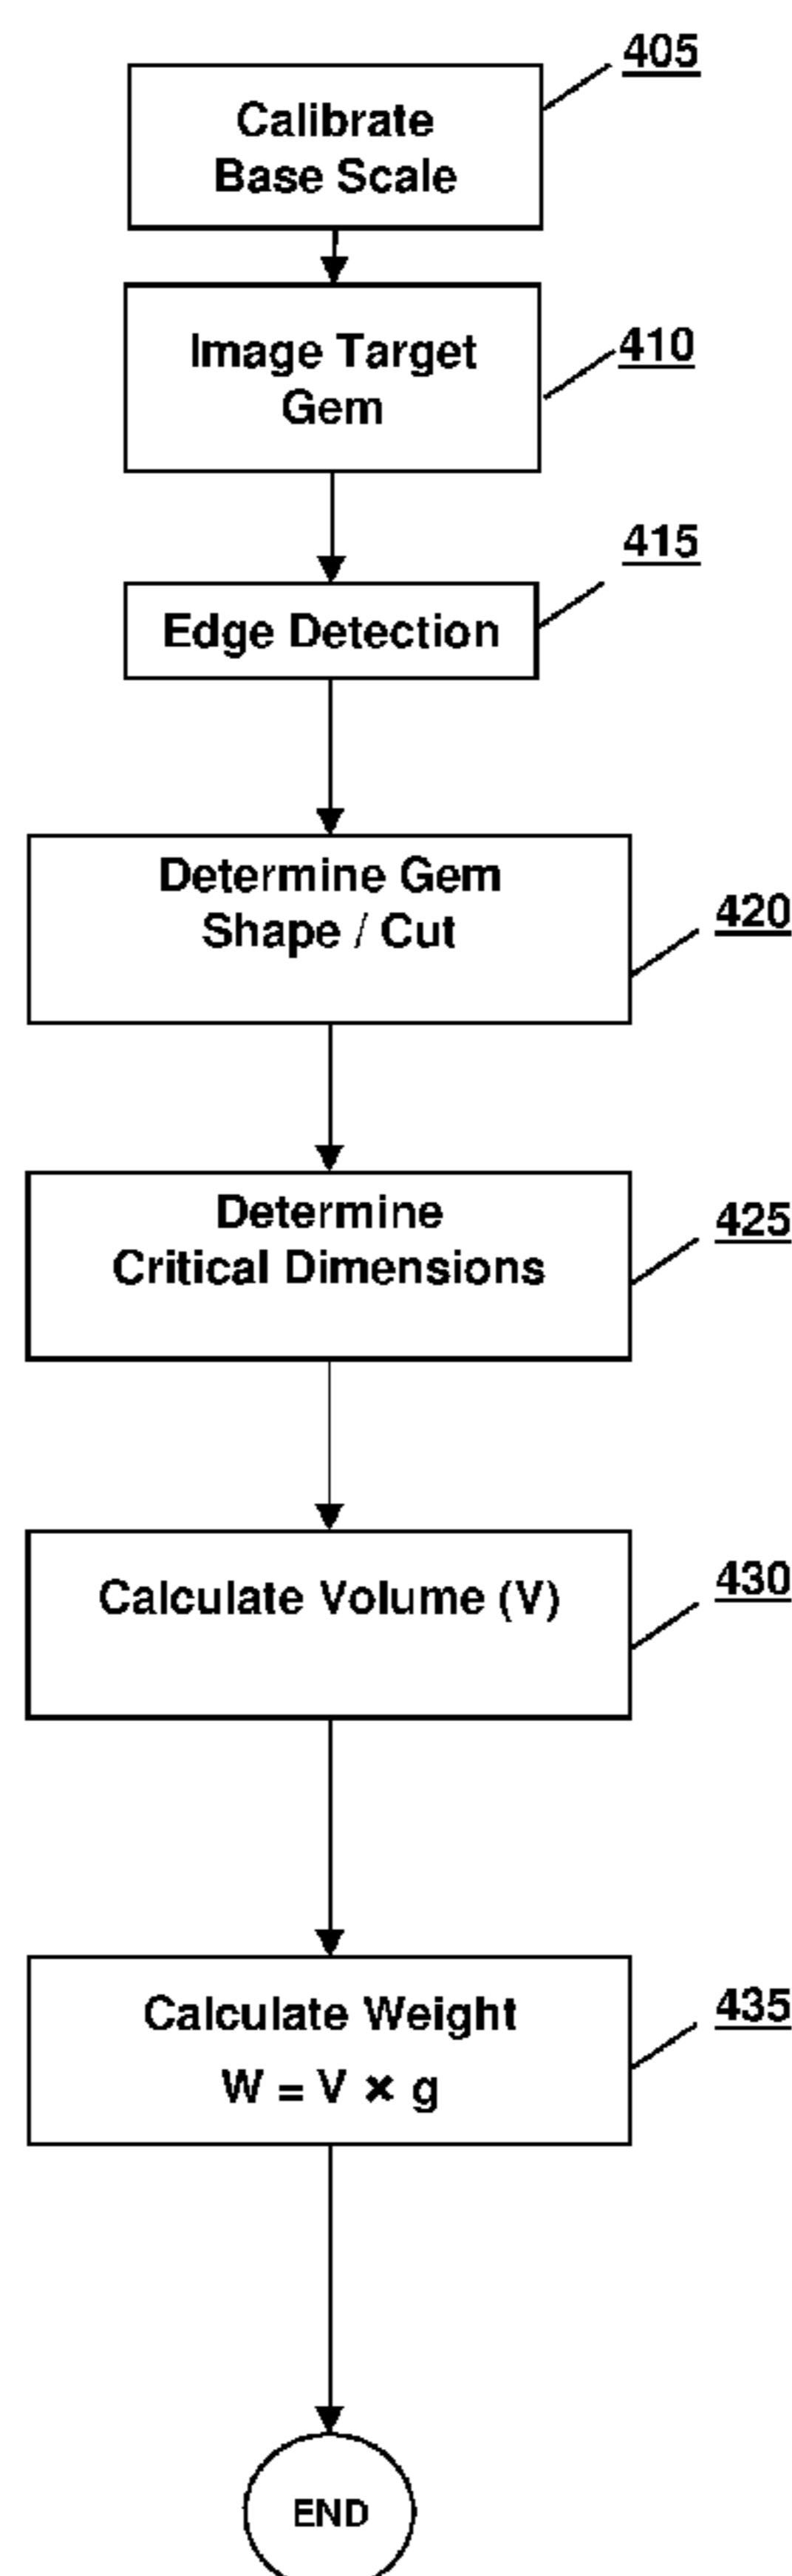 405
Calibrate
Base Scale
Image Target
Gem
410
415
Edge Detection
Determine Gem
Shape / Cut
420
Determine
Critical Dimensions
425
Calculate Volume (V)
430
Calculate Weight
W = V × g
435
END